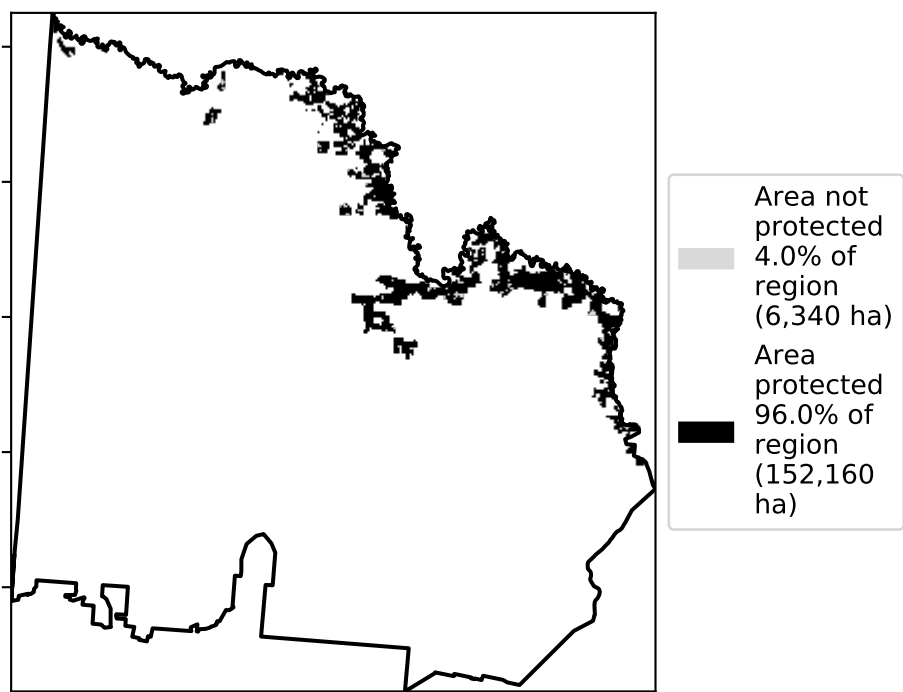 Area not
protected
4.0% of
region
(6,340 ha)
Area
protected
96.0% of
region
(152,160
ha)